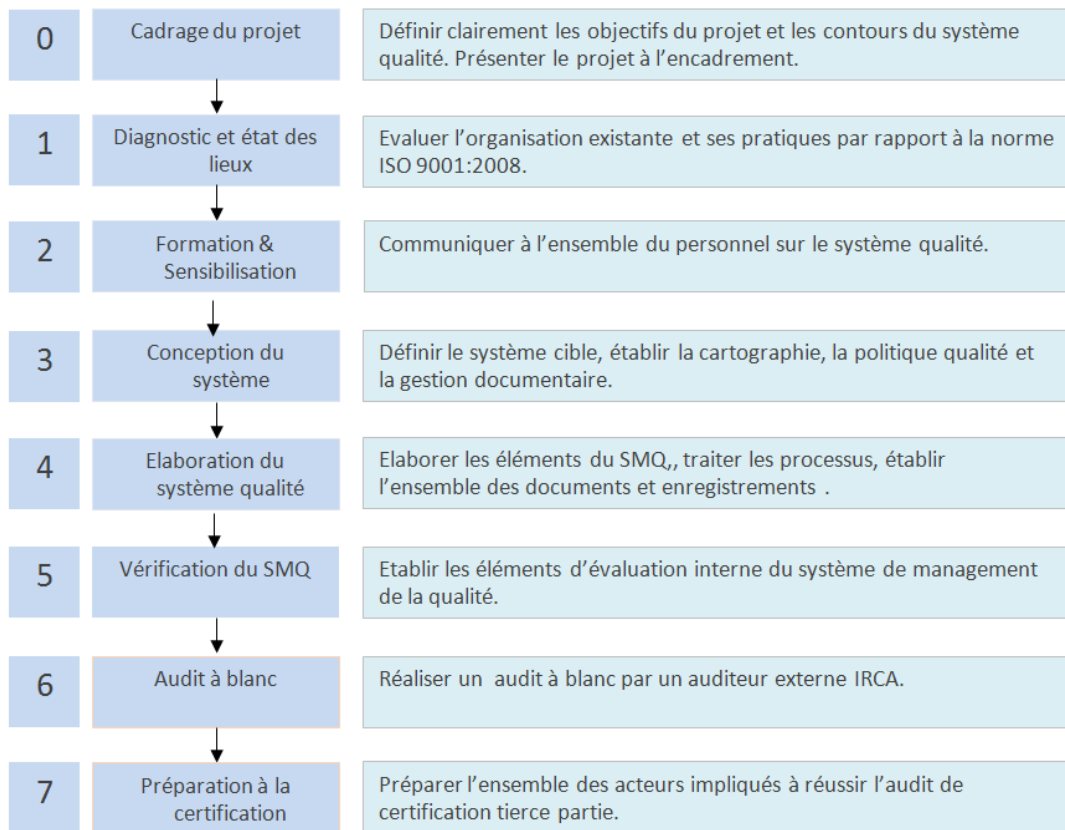 0
Cadrage du projet
Définir clairement les objectifs du projet et les contours du système
qualité. Présenter le projet à l’encadrement.
1
Diagnostic et état des
lieux
Evaluer l’organisation existante et ses pratiques par rapport à la norme
ISO 9001:2008.
2
Formation &
Sensibilisation
Communiquer à l’ensemble du personnel sur le système qualité.
3
Conception du
système
Définir le système cible, établir la cartographie, la politique qualité et
la gestion documentaire.
4
Elaboration du
système qualité
Elaborer les éléments du SMQ,, traiter les processus, établir
l’ensemble des documents et enregistrements .
5
Vérification du SMQ
Etablir les éléments d’évaluation interne du système de management
de la qualité.
6
Audit à blanc
Réaliser un  audit à blanc par un auditeur externe IRCA.
7
Préparation à la
certification
Préparer l’ensemble des acteurs impliqués à réussir l’audit de
certification tierce partie.